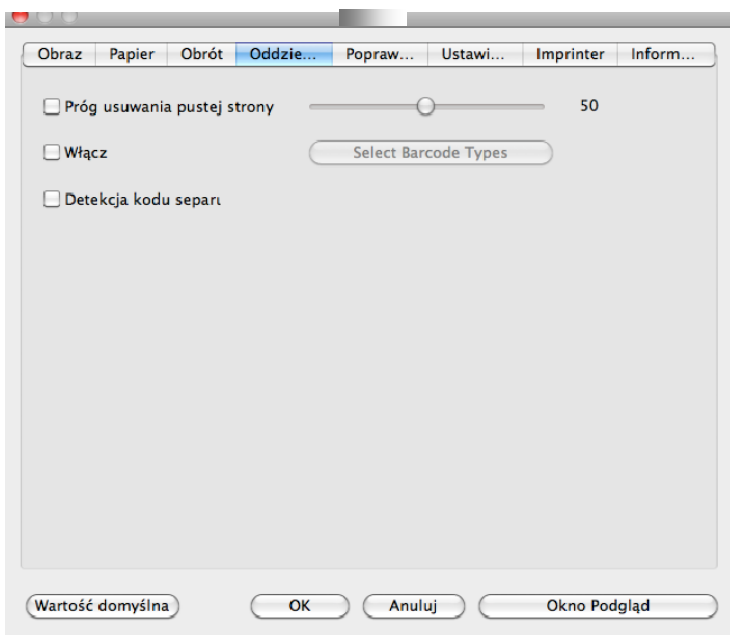 Obraz Papier Obrót Oddzie... Popraw... Ustawi... Imprinter Inform...
Próg usuwania pustej strony 50
Włącz Select Barcode Types
Detekcja kodu separ
Wartość domyślna OK Anuluj Okno Podgląd